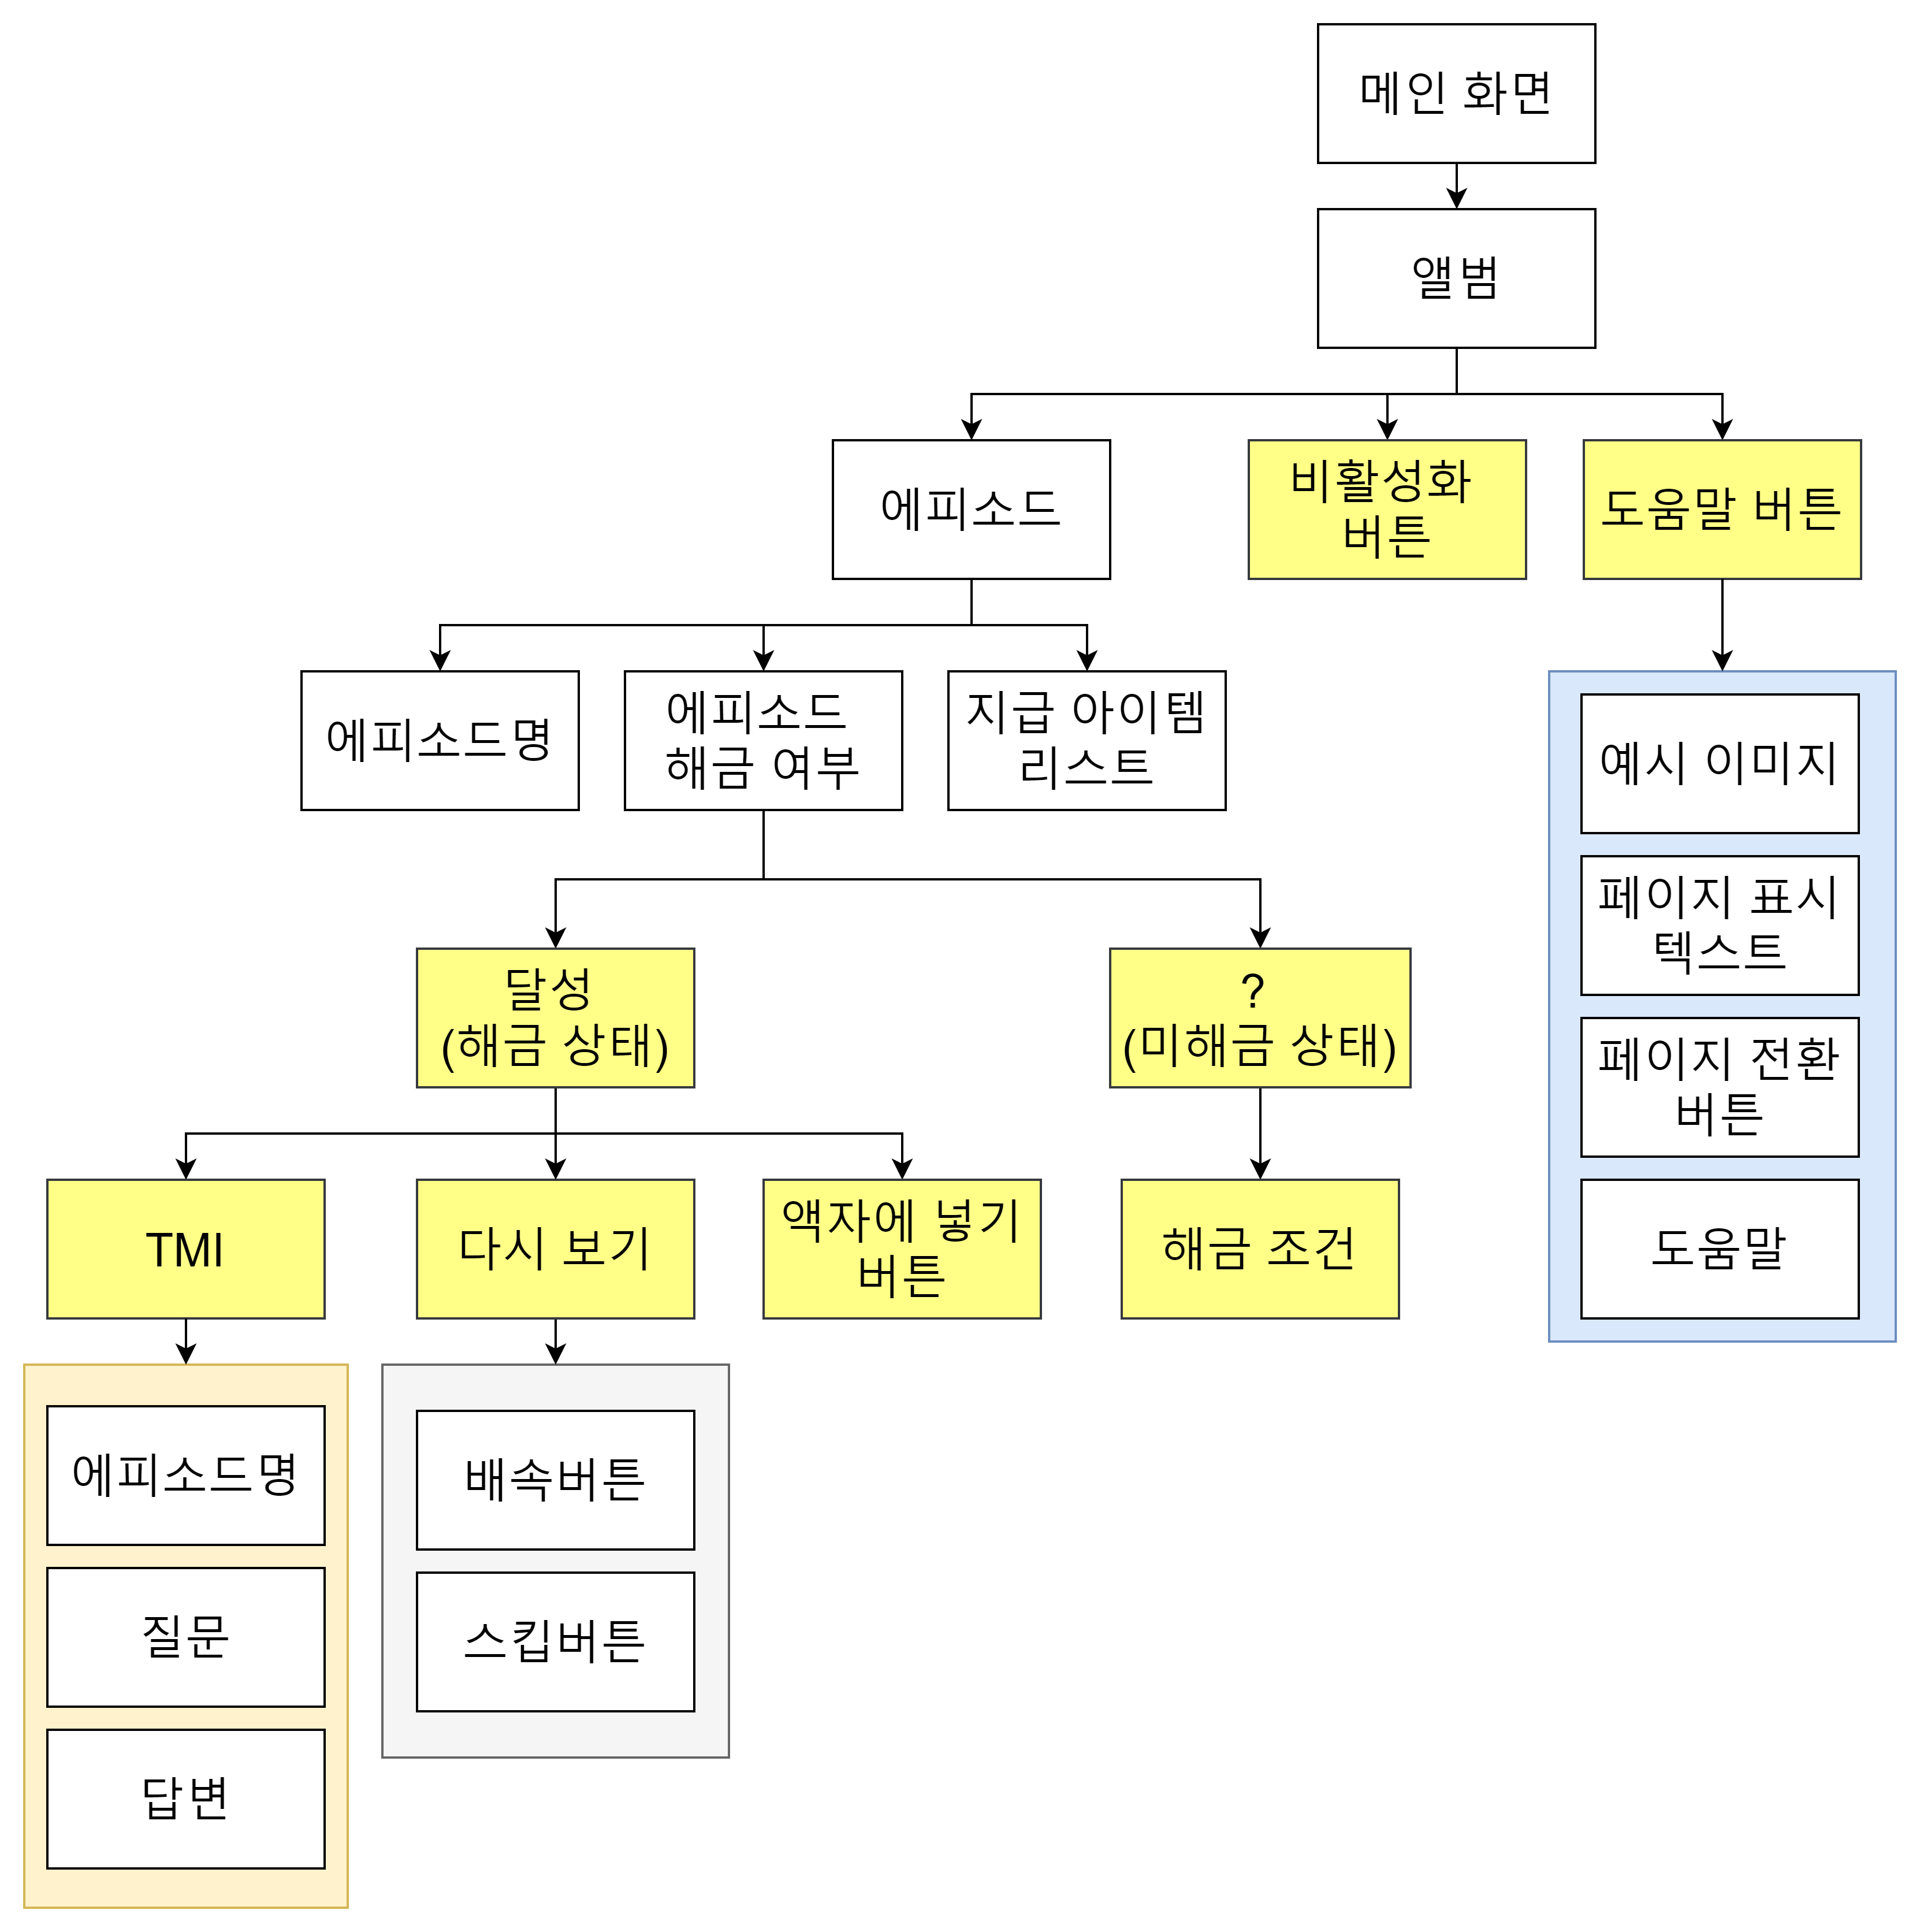 메인 화면
앨범
에피소드
비활성화
버튼
도움말 버튼
에피소드명
에피소드
해금 여부
지급 아이템
리스트
예시 이미지
페이지 표시
텍스트
페이지 전환
버튼
도움말
달성
(해금 상태)
?
(미해금 상태)
TMI
다시 보기
액자에 넣기
버튼
해금 조건
에피소드명
질문
답변
배속버튼
스킵버튼